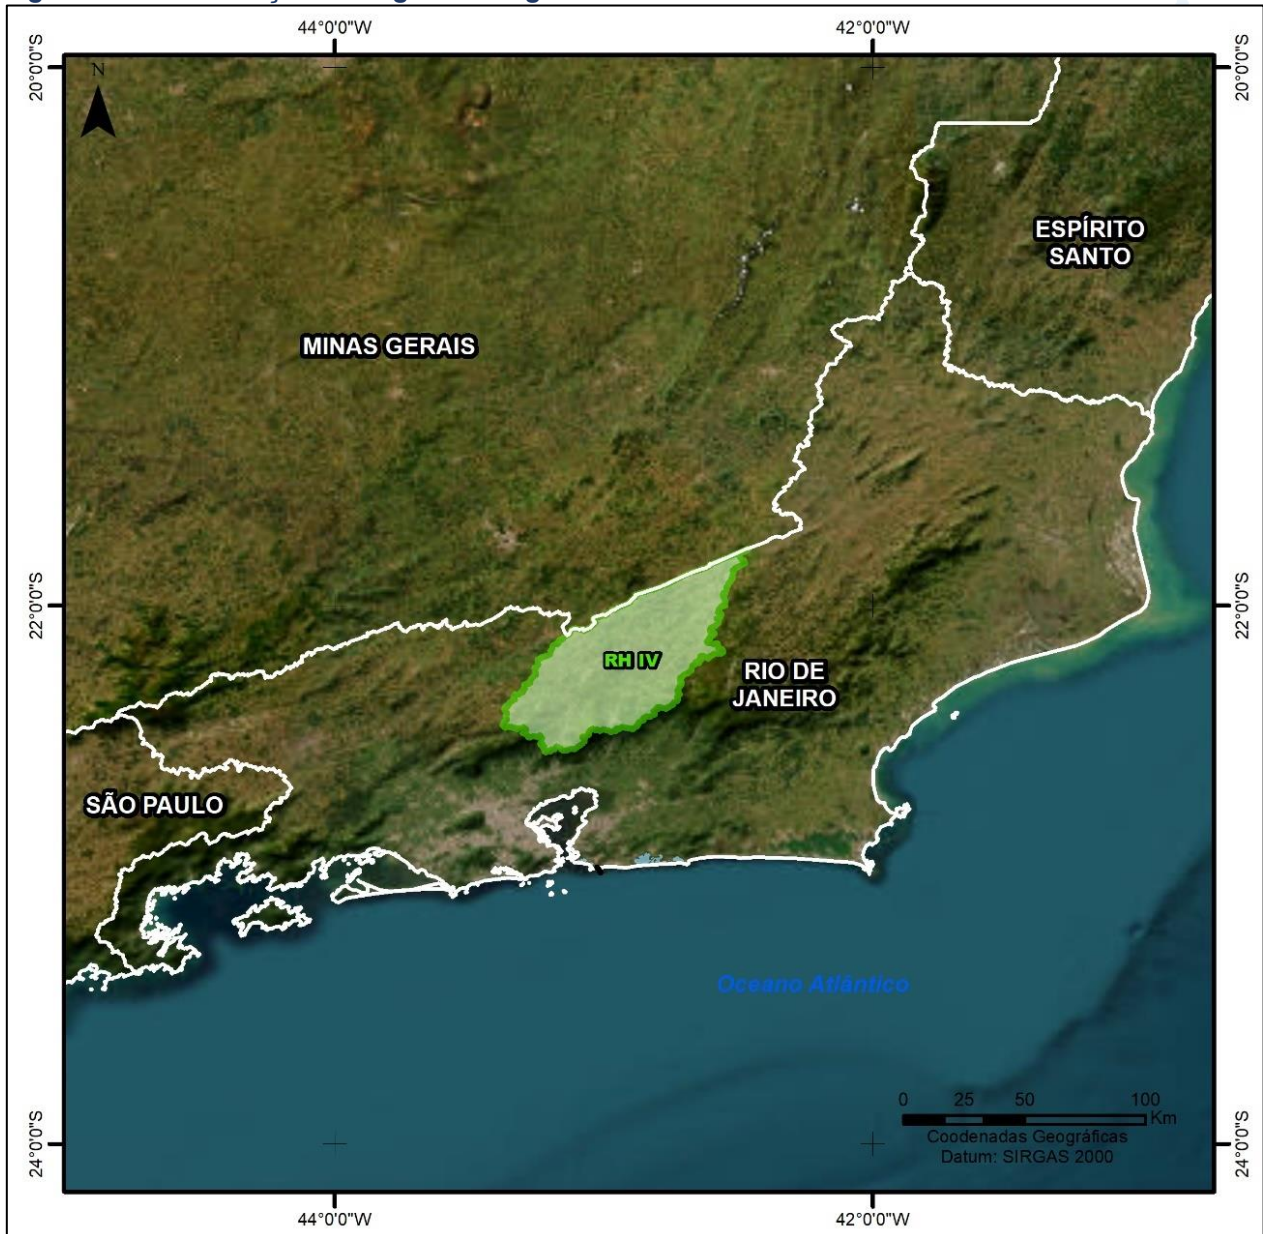 44°0'0"W 42°0'0"W
20°0'0"S 20°0'0"S
N
ESPÍRITO
SANTO
MINAS GERAIS
22°0'0"S 22°0'0"S
RH IV
RIO DE
JANEIRO
SÃO PAULO
Oceano Atlântico
0 25 50 100
Km
Coodenadas Geográficas
Datum: SIRGAS 2000
24°0'0"S 24°0'0"S
44°0'0"W 42°0'0"W